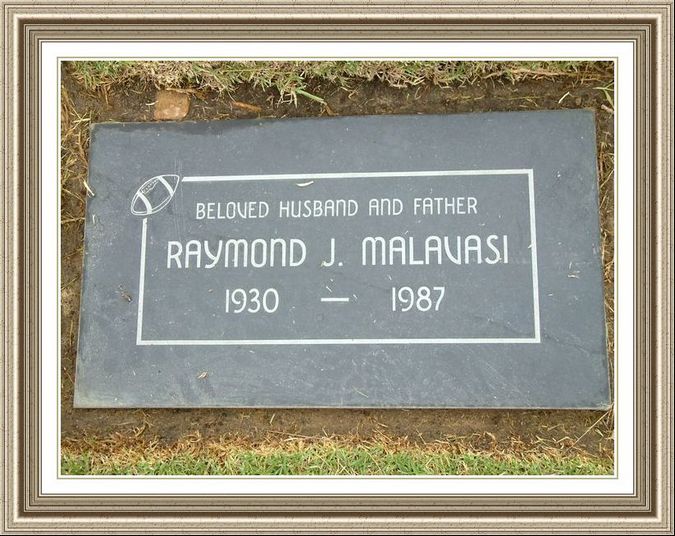 BELOVED HUSBAND AND FATHER
RAYMOND J. MALAVASI
1930 — 1987